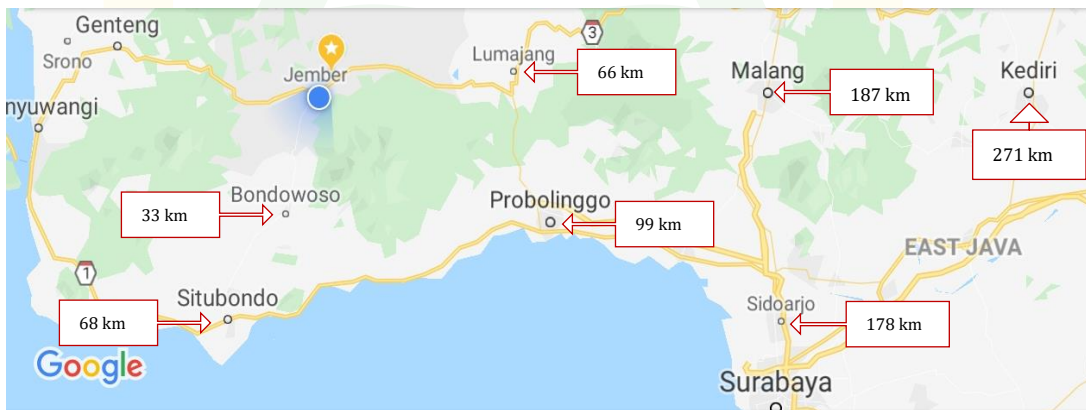 Genteng
3
Srono
Jember
Lumajang
66 km
Malang
187 km
Kediri
nyuwangi
271 km
Bondowoso
33 km
Probolinggo
99 km
EAST JAVA
1
Situbondo
68 km
Sidoarjo
178 km
Google
Surabaya